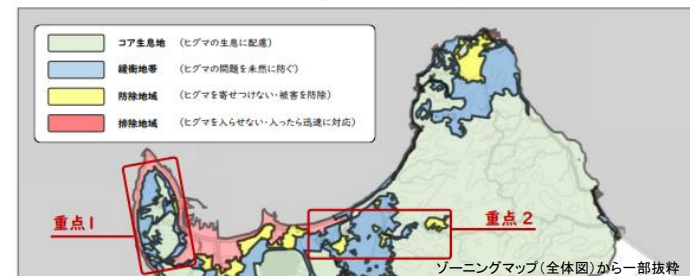 コア生息地 (ヒグマの生息に配慮)
緩衝地帯 (ヒグマの問題を未然に防ぐ)
防除地域 (ヒグマを寄せつけない・被害を防除)
排除地域 (ヒグマを入らせない・入ったら迅速に対応)
重点1
重点2
ゾーニングマップ(全体図)から一部抜粋